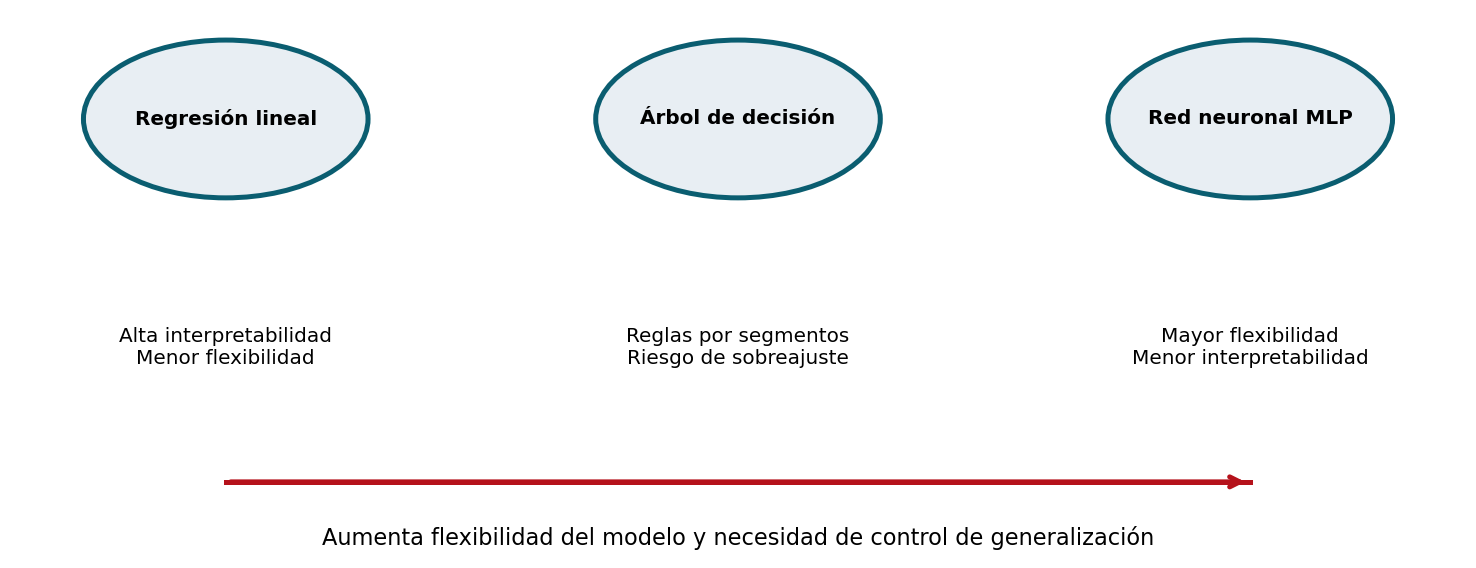 Regresión lineal
Árbol de decisión
Red neuronal MLP
Alta interpretabilidad
Menor flexibilidad
Reglas por segmentos
Riesgo de sobreajuste
Mayor flexibilidad
Menor interpretabilidad
Aumenta flexibilidad del modelo y necesidad de control de generalización